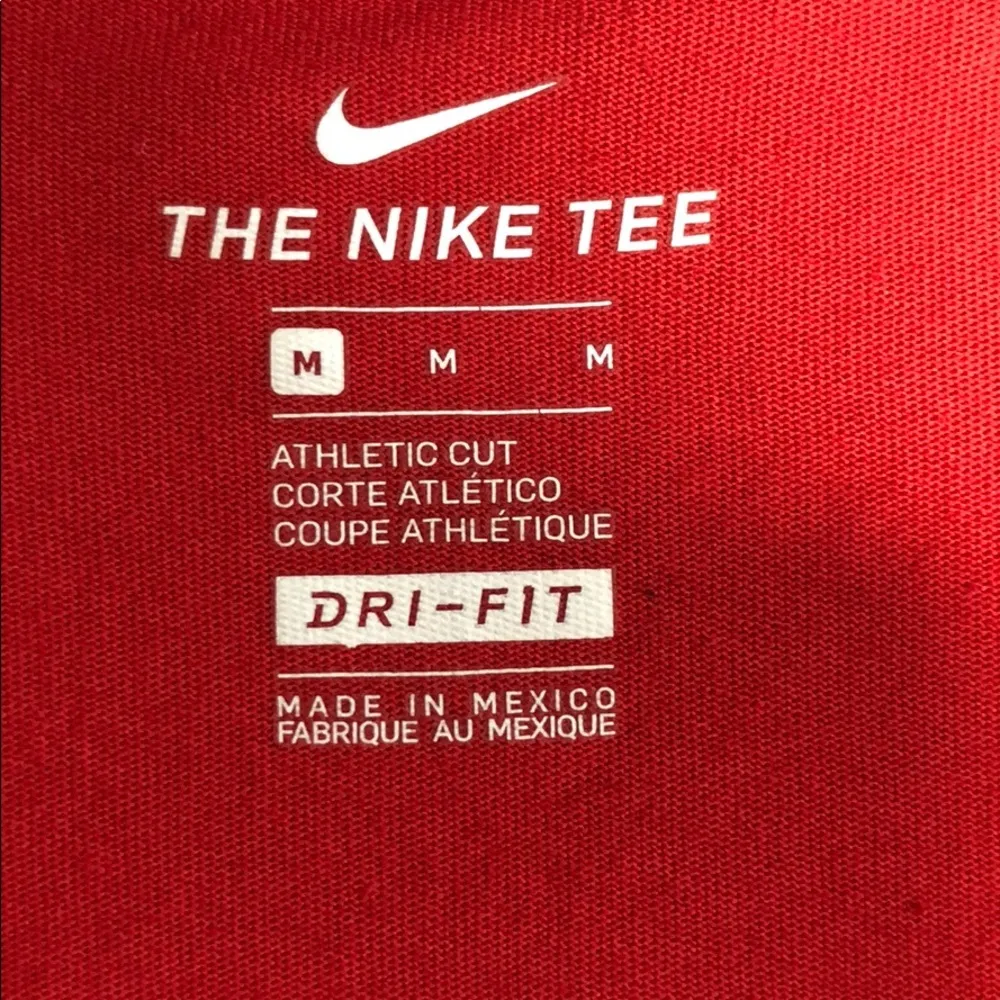 THE NIKE TEE
M M M
ATHLETIC CUT
CORTE ATLÉTICO
COUPE ATHLÉTIQUE
DRI-FIT
MADE IN MEXICO
FABRIQUE AU MEXIQUE